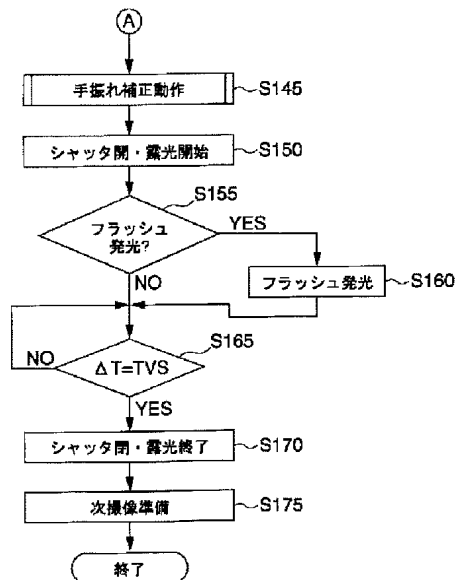 A
手振れ補正動作
S145
シャッタ開・露光開始
S150
S155
フラッシュ
発光?
YES
NO
フラッシュ発光
S160
S165
NO
ΔT=TVS
YES
シャッタ閉・露光終了
S170
次撮像準備
S175
終了